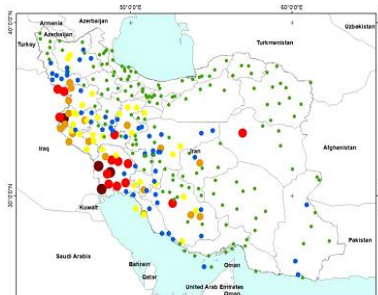 50°0'0"E
60°0'0"E
40°0'0"N
Armenia
Azerbaijan
Azerbaijan
Uzbekistan
Turkey
Turkmenistan
Iraq
Iran
Afghanistan
30°0'0"N
Kuwait
Pakistan
Saudi Arabia
Bahrain
Oman
Qatar
United Arab Emirates
Oman